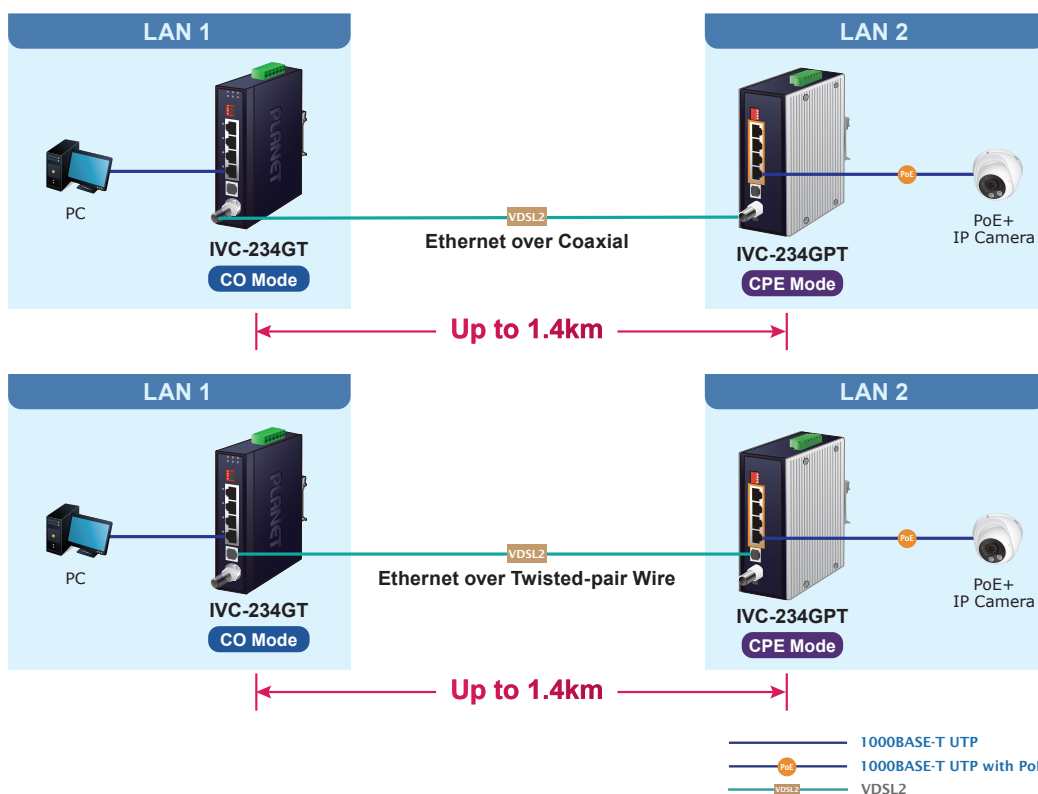 LAN 1
LAN 2
PLANET
PC
VDSL2
PoE
Ethernet over Coaxial
IVC-234GT
CO Mode
IVC-234GPT
CPE Mode
PoE+
IP Camera
Up to 1.4km
LAN 1
LAN 2
PLANET
PC
VDSL2
PoE
Ethernet over Twisted-pair Wire
IVC-234GT
CO Mode
IVC-234GPT
CPE Mode
PoE+
IP Camera
Up to 1.4km
1000BASE-T UTP
PoE
1000BASE-T UTP with PoE
VDSL2
VDSL2